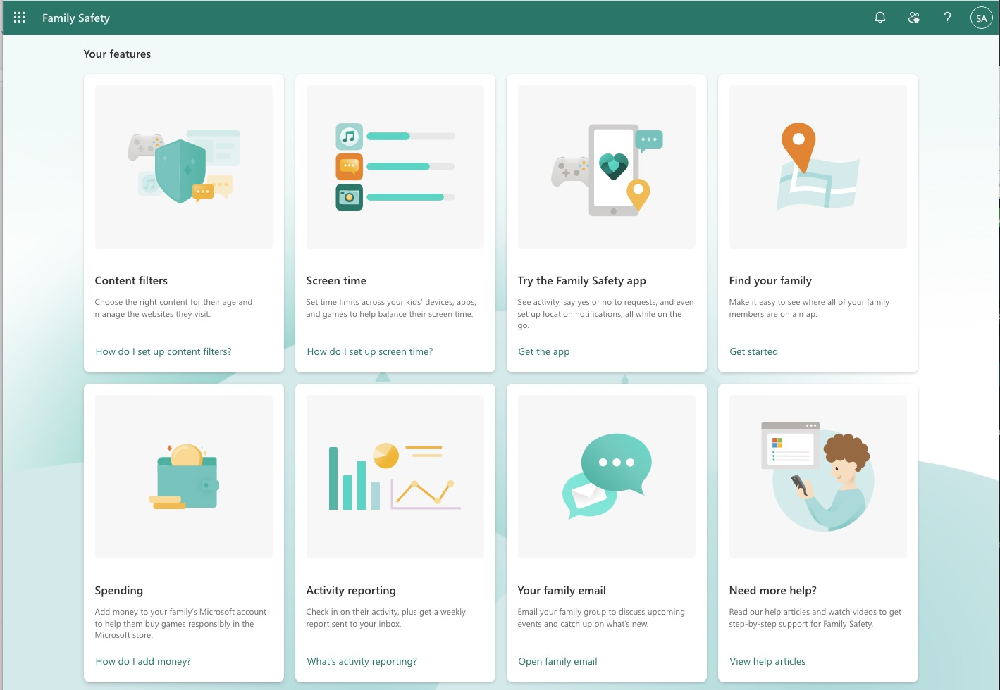 Family Safety
SA
Your features
Content filters
Choose the right content for their age and
manage the websites they visit.
How do I set up content filters?
Screen time
Set time limits across your kids' devices, apps,
and games to help balance their screen time.
How do I set up screen time?
Try the Family Safety app
See activity, say yes or no to requests, and even
set up location notifications, all while on the
go.
Get the app
Find your family
Make it easy to see where all of your family
members are on a map.
Get started
Spending
Add money to your family's Microsoft account
to help them buy games responsibly in the
Microsoft store.
How do I add money?
Activity reporting
Check in on their activity, plus get a weekly
report sent to your inbox.
What's activity reporting?
Your family email
Email your family group to discuss upcoming
events and catch up on what's new.
Open family email
Need more help?
Read our help articles and watch videos to get
step-by-step support for Family Safety.
View help articles